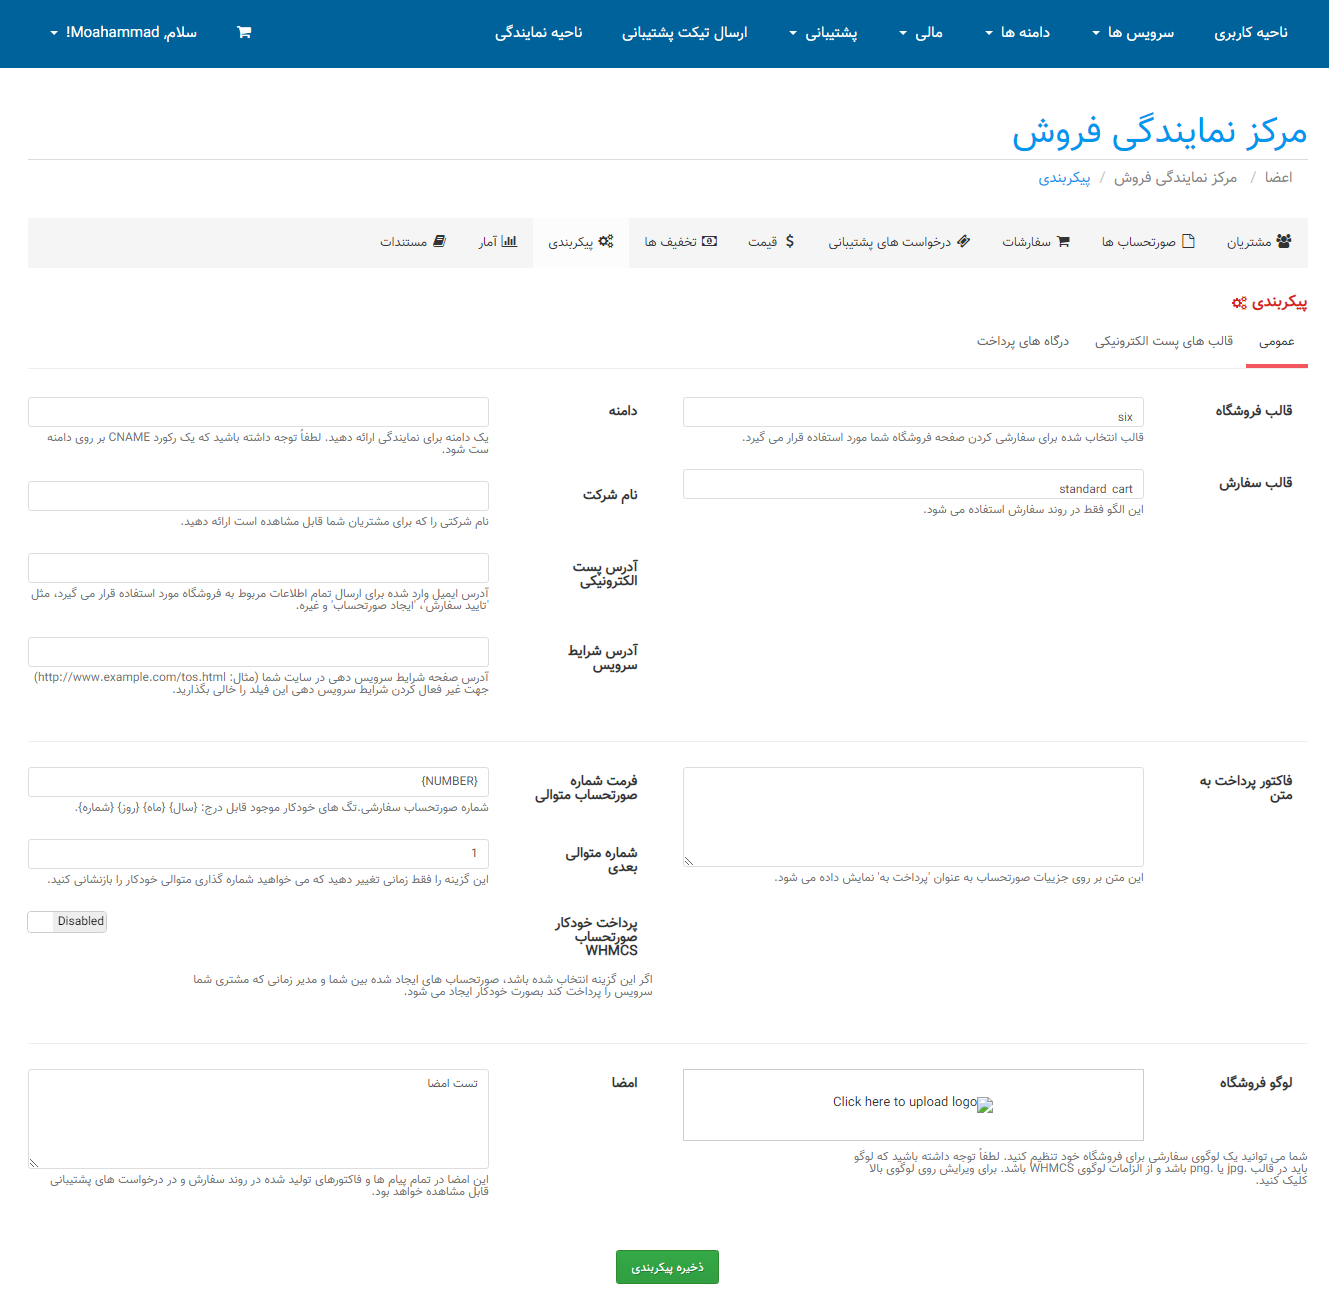 ناحیه کاربری
سرویس ها
دامنه ها
مالی
پشتیبانی
ارسال تیکت پشتیبانی
ناحیه نمایندگی
سلام, Moahammad!
مرکز نمایندگی فروش
اعضا / مرکز نمایندگی فروش / پیکربندی
مشتریان
صورتحساب ها
سفارشات
درخواست های پشتیبانی
قیمت
تخفیف ها
پیکربندی
آمار
مستندات
پیکربندی
عمومی
قالب های پست الکترونیکی
درگاه های پرداخت
قالب فروشگاه
six
قالب انتخاب شده برای سفارشی کردن صفحه فروشگاه شما مورد استفاده قرار می گیرد.
قالب سفارش
standard_cart
این الگو فقط در روند سفارش استفاده می شود.
دامنه
یک دامنه برای نمایندگی ارائه دهید. لطفاً توجه داشته باشید که یک رکورد CNAME بر روی دامنه
ست شود.
نام شرکت
نام شرکتی را که برای مشتریان شما قابل مشاهده است ارائه دهید.
آدرس پست
الکترونیکی
آدرس ایمیل وارد شده برای ارسال تمام اطلاعات مربوط به فروشگاه مورد استفاده قرار می گیرد، مثل
'تایید سفارش'، 'ایجاد صورتحساب' و غیره.
آدرس شرایط
سرویس
آدرس صفحه شرایط سرویس دهی در سایت شما (مثال: http://www.example.com/tos.html)
جهت غیر فعال کردن شرایط سرویس دهی این فیلد را خالی بگذارید.
فاکتور پرداخت به
متن
این متن بر روی جزییات صورتحساب به عنوان 'پرداخت به' نمایش داده می شود.
فرمت شماره
صورتحساب متوالی
{NUMBER}
شماره صورتحساب سفارشی.تگ های خودکار موجود قابل درج: {سال} {ماه} {روز} {شماره}.
شماره متوالی
بعدی
1
این گزینه را فقط زمانی تغییر دهید که می خواهید شماره گذاری متوالی خودکار را بازنشانی کنید.
پرداخت خودکار
صورتحساب
WHMCS
Disabled
اگر این گزینه انتخاب شده باشد، صورتحساب های ایجاد شده بین شما و مدیر زمانی که مشتری شما
سرویس را پرداخت کند بصورت خودکار ایجاد می شود.
لوگو فروشگاه
Click here to upload logo
شما می توانید یک لوگوی سفارشی برای فروشگاه خود تنظیم کنید. لطفاً توجه داشته باشید که لوگو
باید در قالب .jpg یا .png باشد و از الزامات لوگوی WHMCS باشد. برای ویرایش روی لوگوی بالا
کلیک کنید.
امضا
تست امضا
این امضا در تمام پیام ها و فاکتورهای تولید شده در روند سفارش و در درخواست های پشتیبانی
قابل مشاهده خواهد بود.
ذخیره پیکربندی